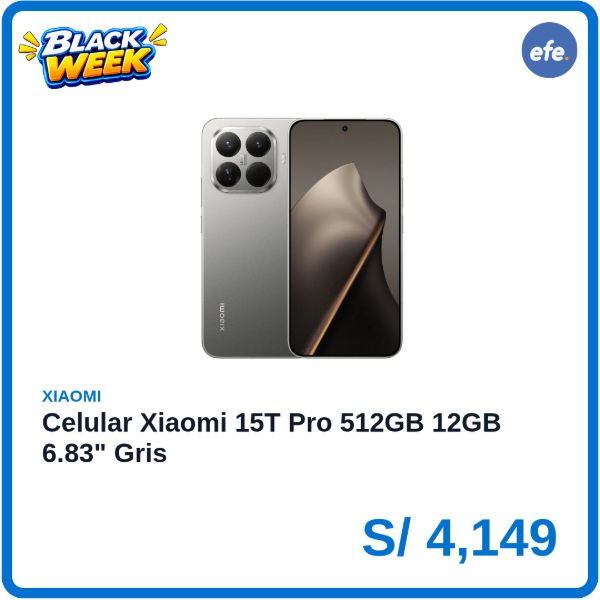 BLACK
WEEK
efe.
xiaomi
XIAOMI
Celular Xiaomi 15T Pro 512GB 12GB
6.83" Gris
S/ 4,149